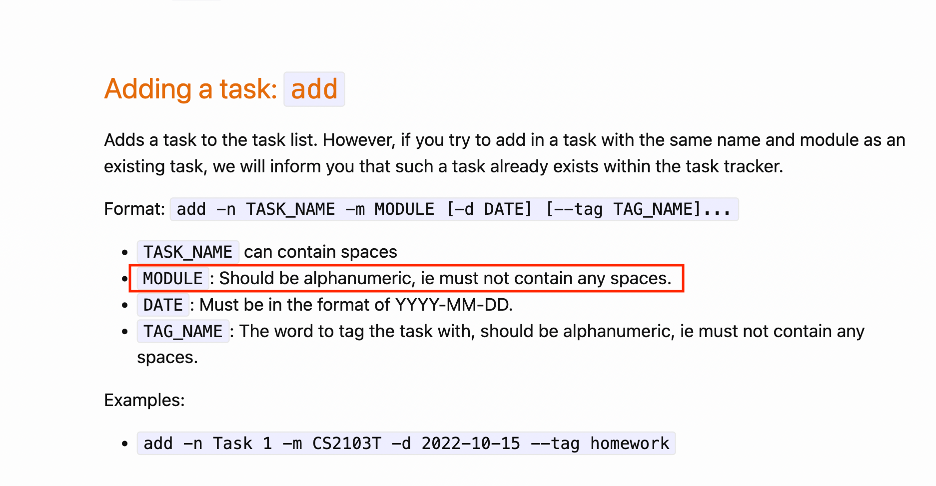 Adding a task: add
Adds a task to the task list. However, if you try to add in a task with the same name and module as an
existing task, we will inform you that such a task already exists within the task tracker.
Format: add -n TASK_NAME -m MODULE [-d DATE] [--tag TAG_NAME]...
• TASK_NAME can contain spaces
• MODULE : Should be alphanumeric, ie must not contain any spaces.
• DATE : Must be in the format of YYYY-MM-DD.
• TAG_NAME : The word to tag the task with, should be alphanumeric, ie must not contain any
spaces.
Examples:
• add -n Task 1 -m CS2103T -d 2022-10-15 --tag homework